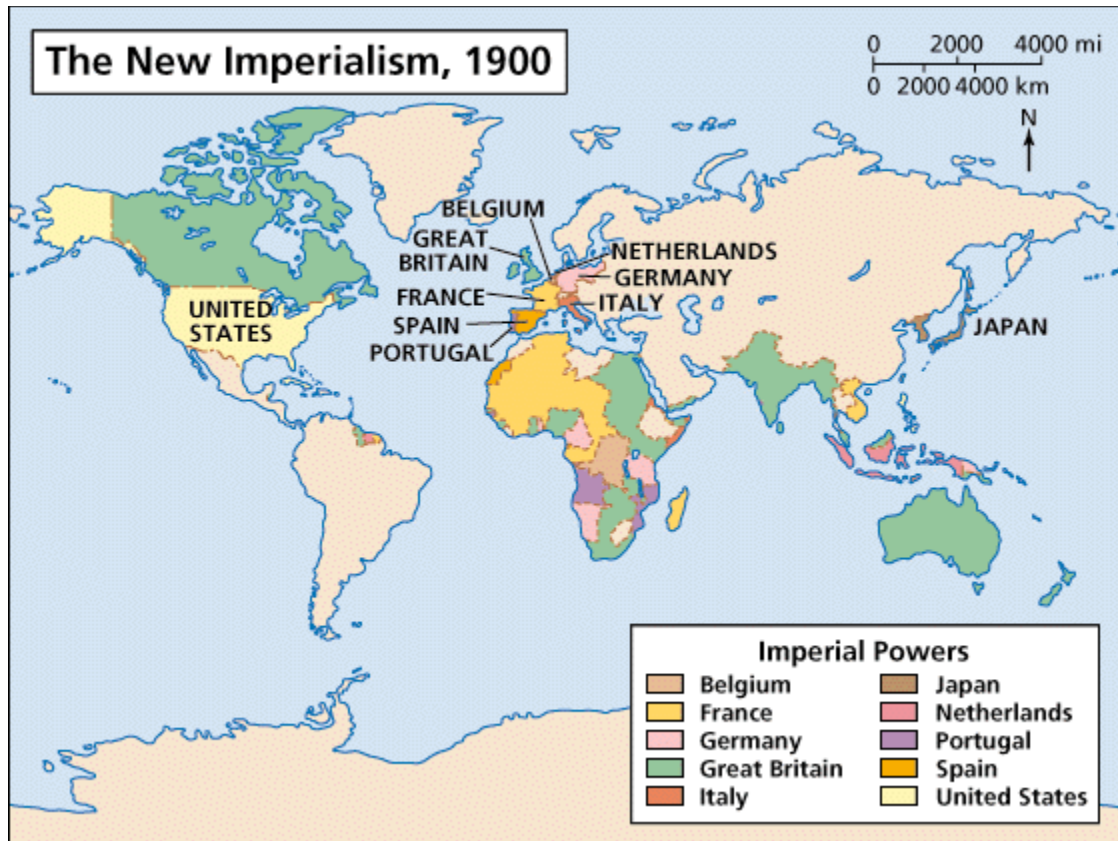 The New Imperialism, 1900
0 2000 4000 mi
0 2000 4000 km
N
BELGIUM
GREAT
BRITAIN
NETHERLANDS
GERMANY
FRANCE
ITALY
UNITED
STATES
SPAIN
JAPAN
PORTUGAL
Imperial Powers
Belgium
France
Germany
Great Britain
Italy
Japan
Netherlands
Portugal
Spain
United States